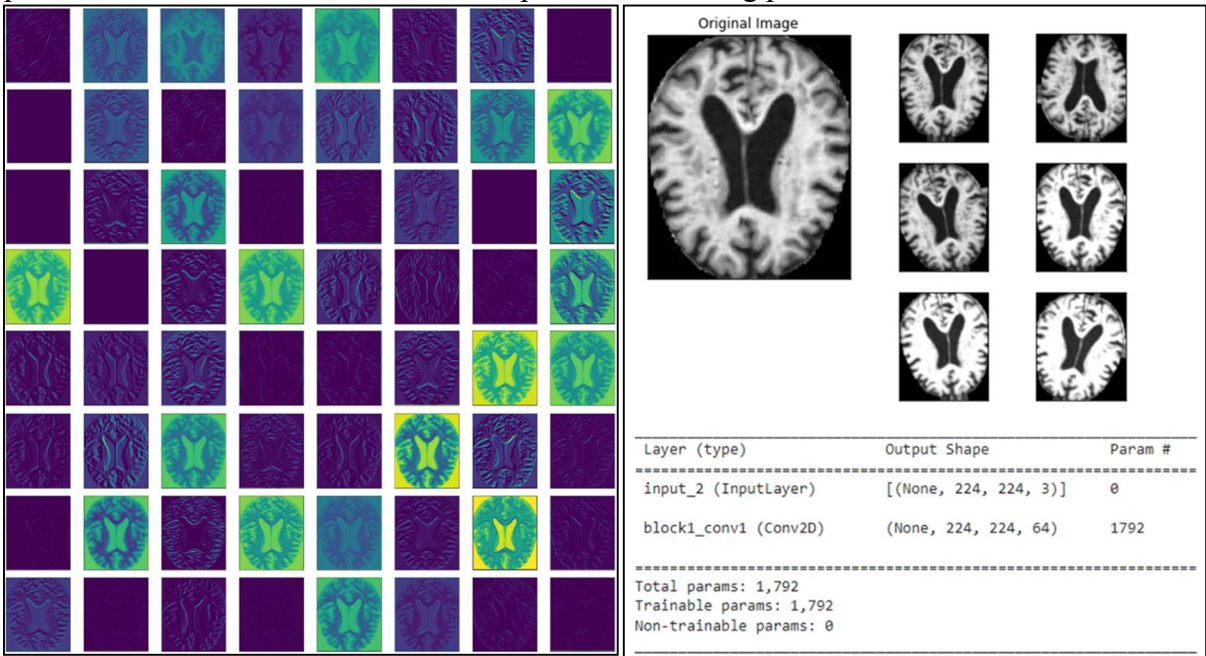 Original Image
Layer (type) Output Shape Param #
input_2 (InputLayer) [(None, 224, 224, 3)] 0
block1_conv1 (Conv2D) (None, 224, 224, 64) 1792
Total params: 1,792
Trainable params: 1,792
Non-trainable params: 0